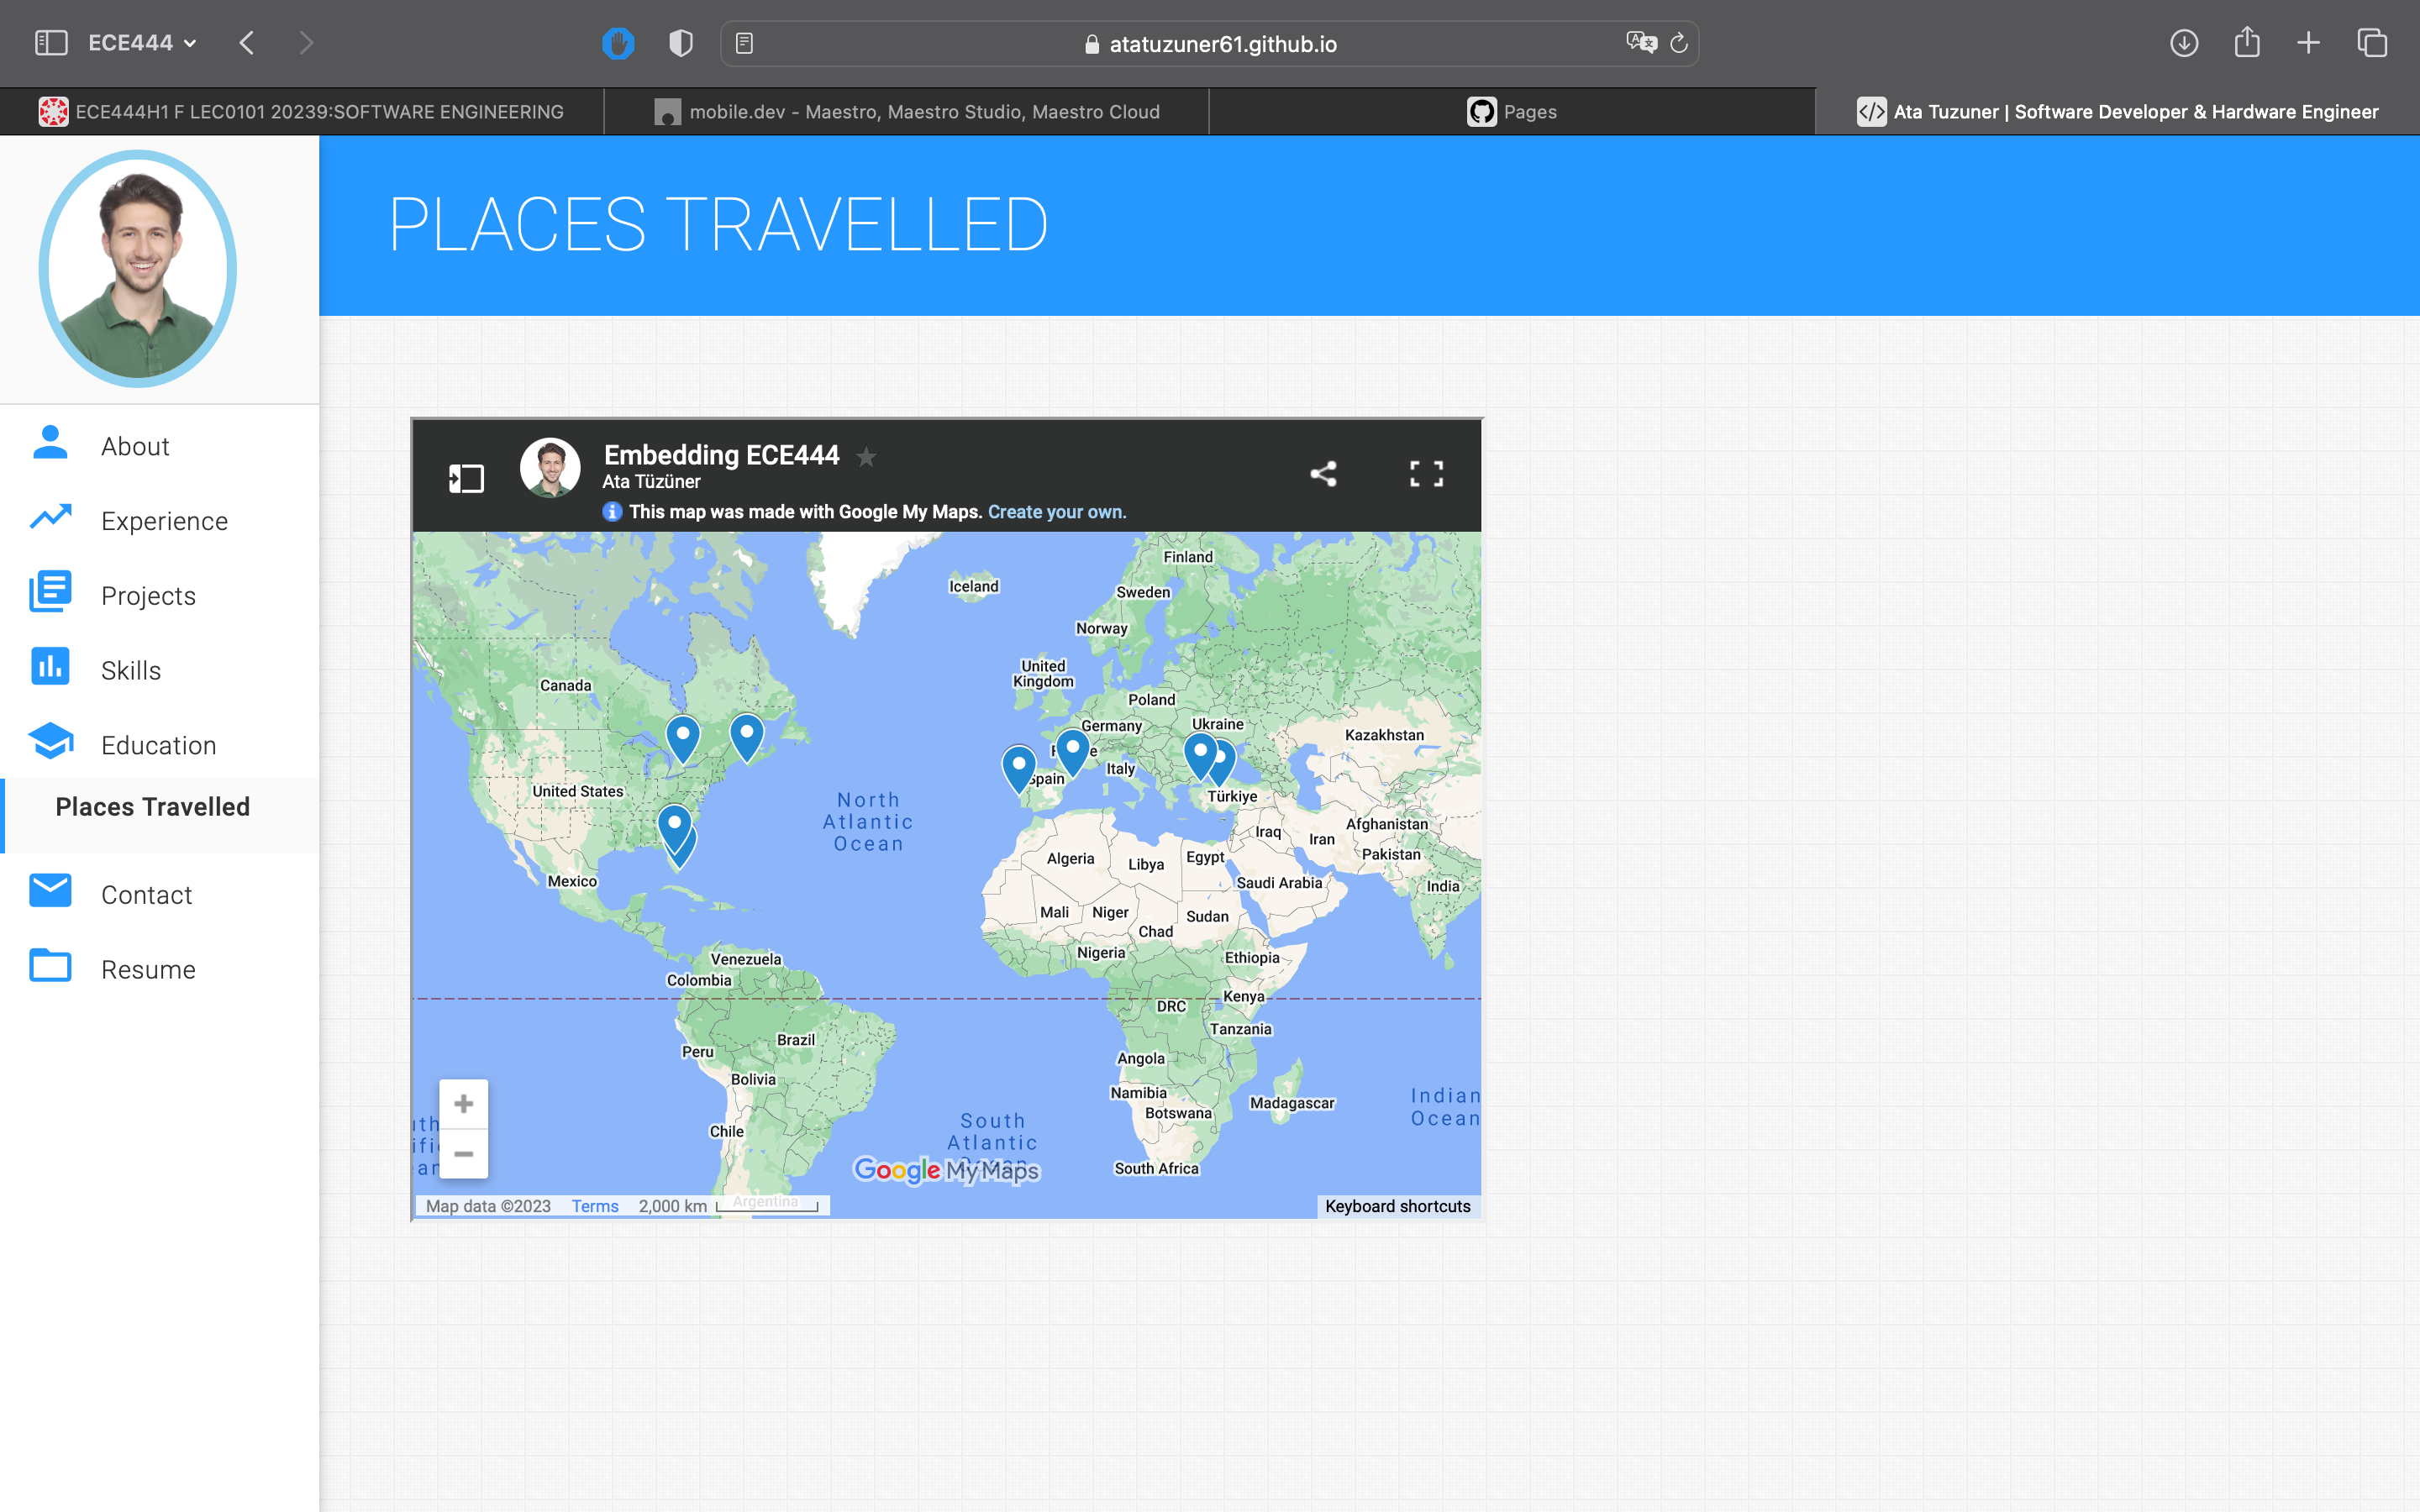 ECE444
atatuzuner61.github.io
ECE444H1 F LEC0101 20239:SOFTWARE ENGINEERING
mobile.dev - Maestro, Maestro Studio, Maestro Cloud
Pages
Ata Tuzuner | Software Developer & Hardware Engineer
PLACES TRAVELLED
About
Experience
Projects
Skills
Education
Places Travelled
Contact
Resume
Embedding ECE444
Ata Tüzüner
This map was made with Google My Maps. Create your own.
Finland
Iceland
Sweden
Norway
United
Kingdom
Canada
Poland
Germany
Ukraine
Kazakhstan
Italy
Spain
United States
Türkiye
North
Atlantic
Ocean
Afghanistan
Iraq
Iran
Pakistan
Algeria
Libya
Egypt
Mexico
Saudi Arabia
India
Mali
Niger
Sudan
Chad
Nigeria
Ethiopia
Venezuela
Colombia
Kenya
DRC
Tanzania
Brazil
Peru
Angola
Bolivia
Namibia
Botswana
Madagascar
Indian
Ocean
South
Atlantic
Chile
Google My Maps
South Africa
Argentina
Map data ©2023 Terms 2,000 km
Keyboard shortcuts